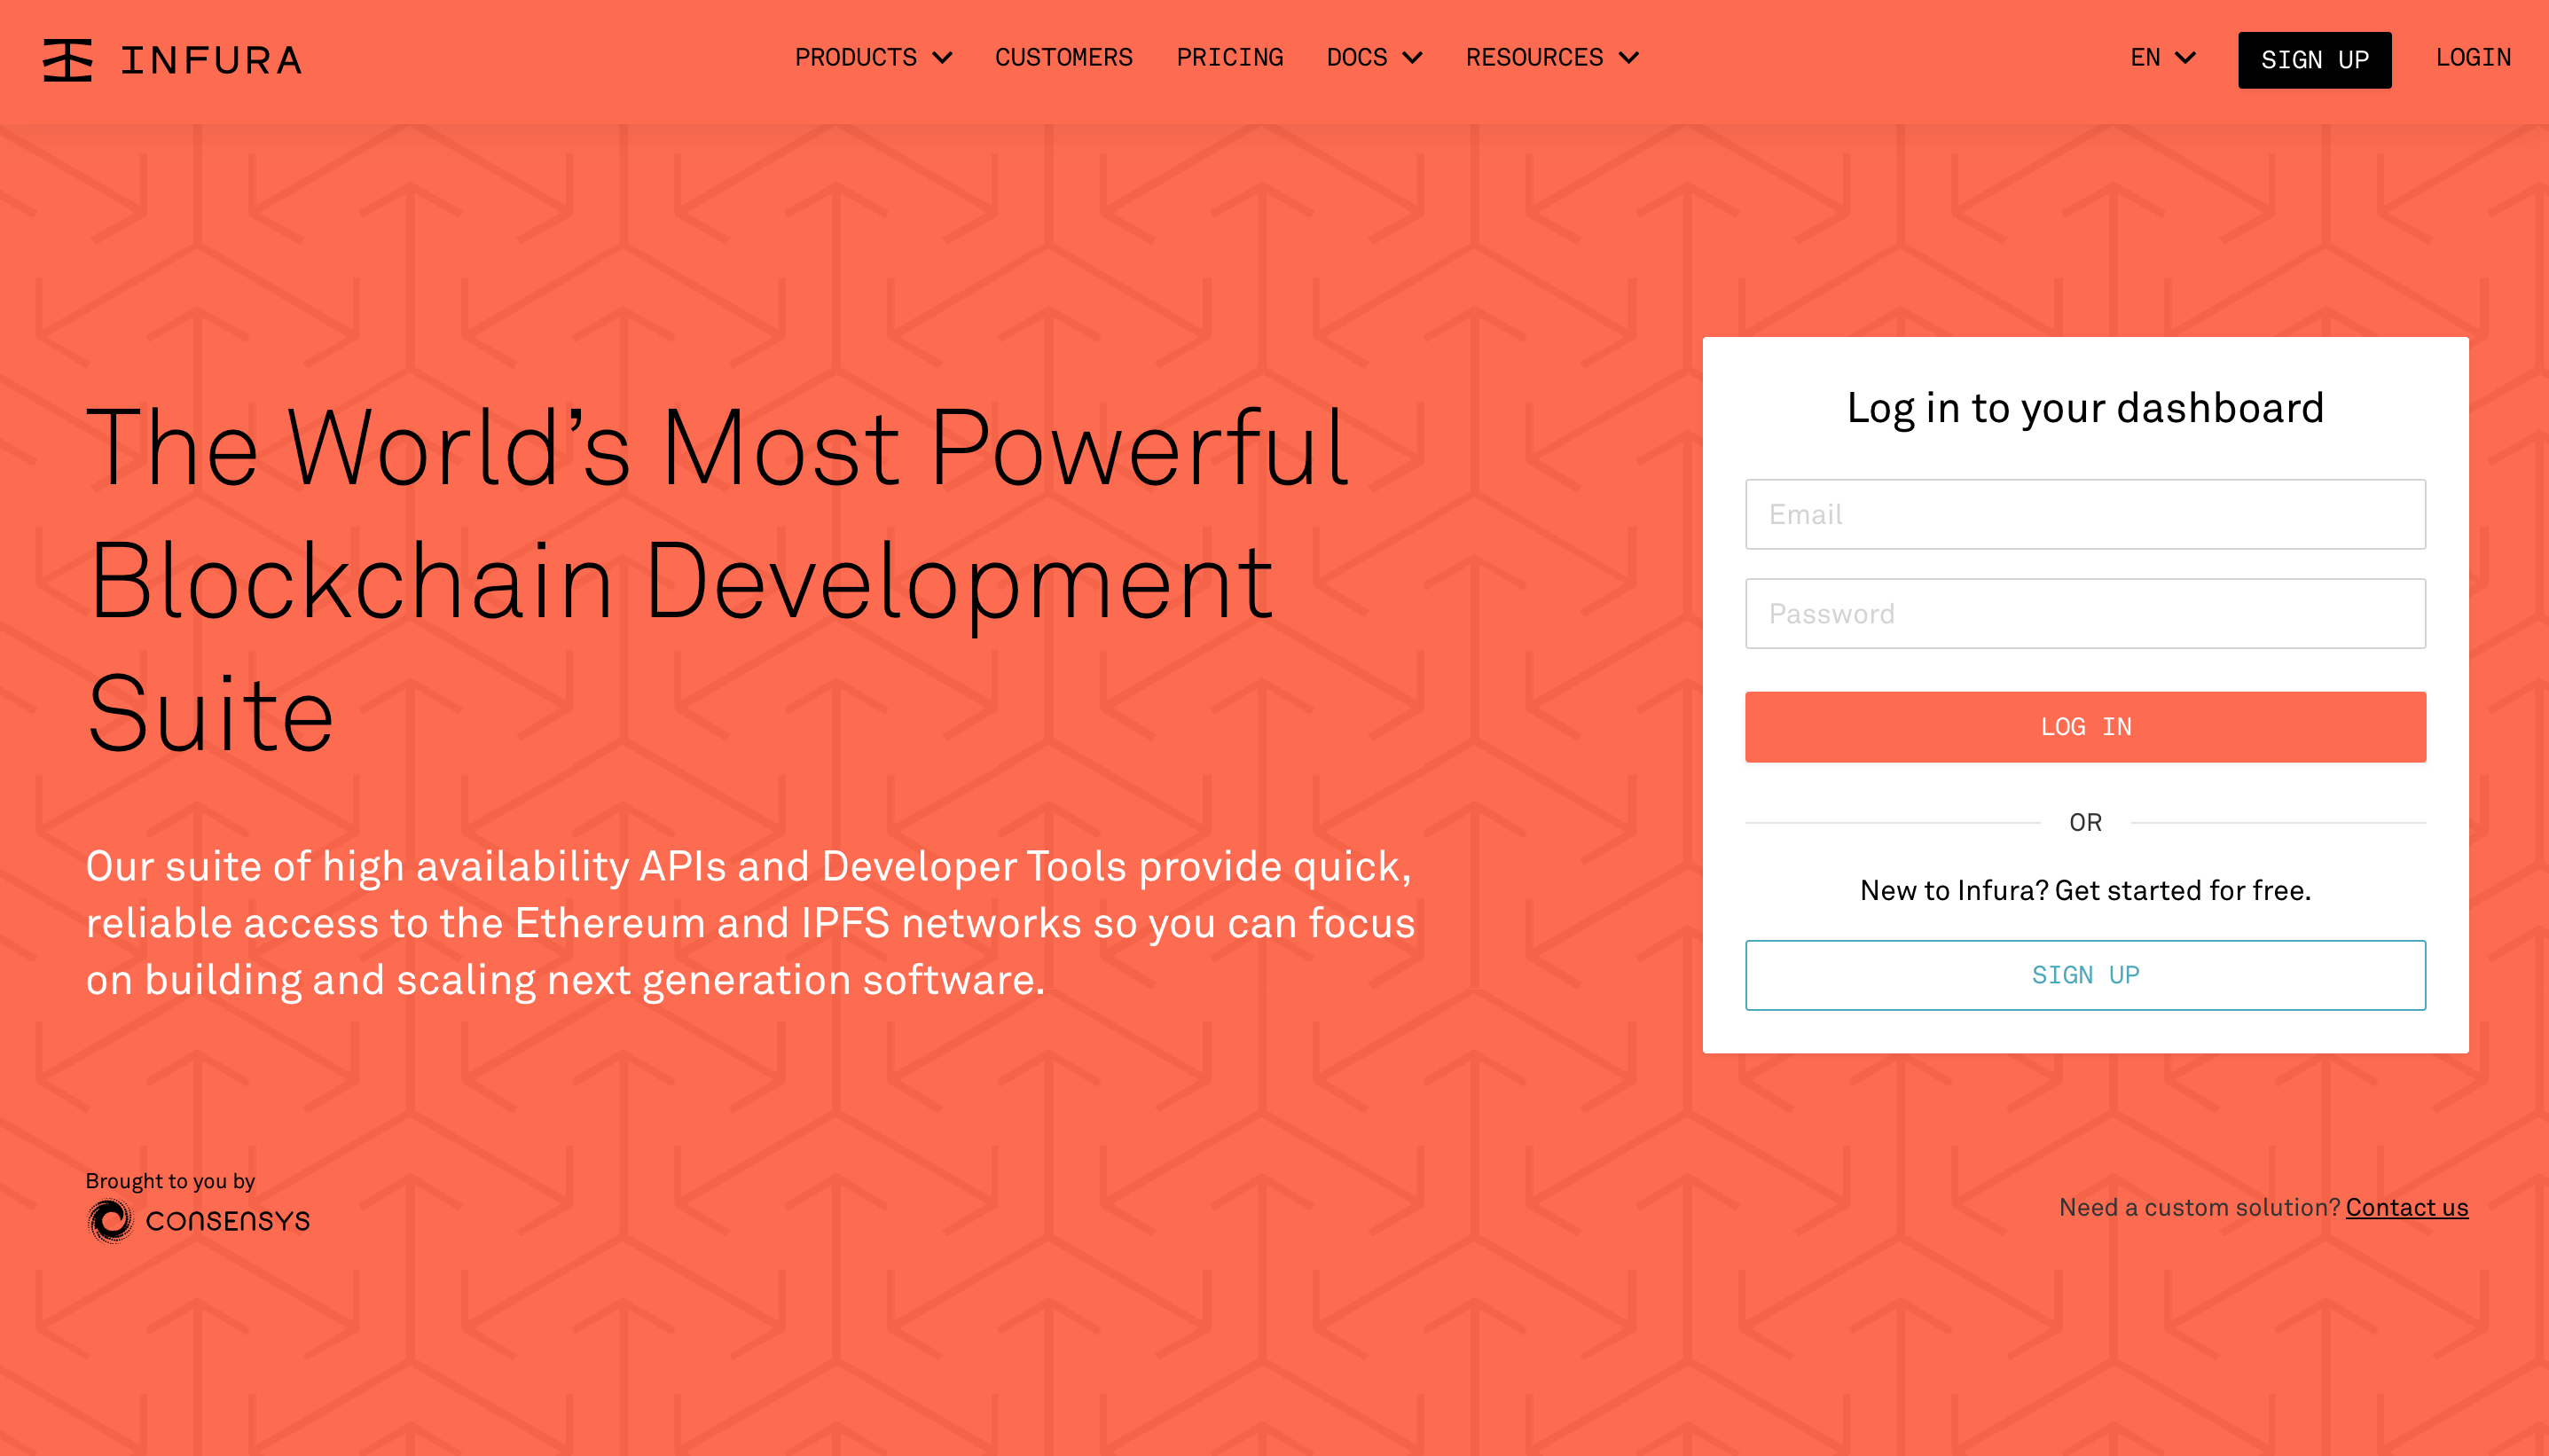 INFURA
PRODUCTS
CUSTOMERS
PRICING
DOCS
RESOURCES
EN
SIGN UP
LOGIN
The World’s Most Powerful
Blockchain Development
Suite
Our suite of high availability APIs and Developer Tools provide quick,
reliable access to the Ethereum and IPFS networks so you can focus
on building and scaling next generation software.
Log in to your dashboard
Email
Password
LOG IN
OR
New to Infura? Get started for free.
SIGN UP
Brought to you by
CONSENSYS
Need a custom solution? Contact us